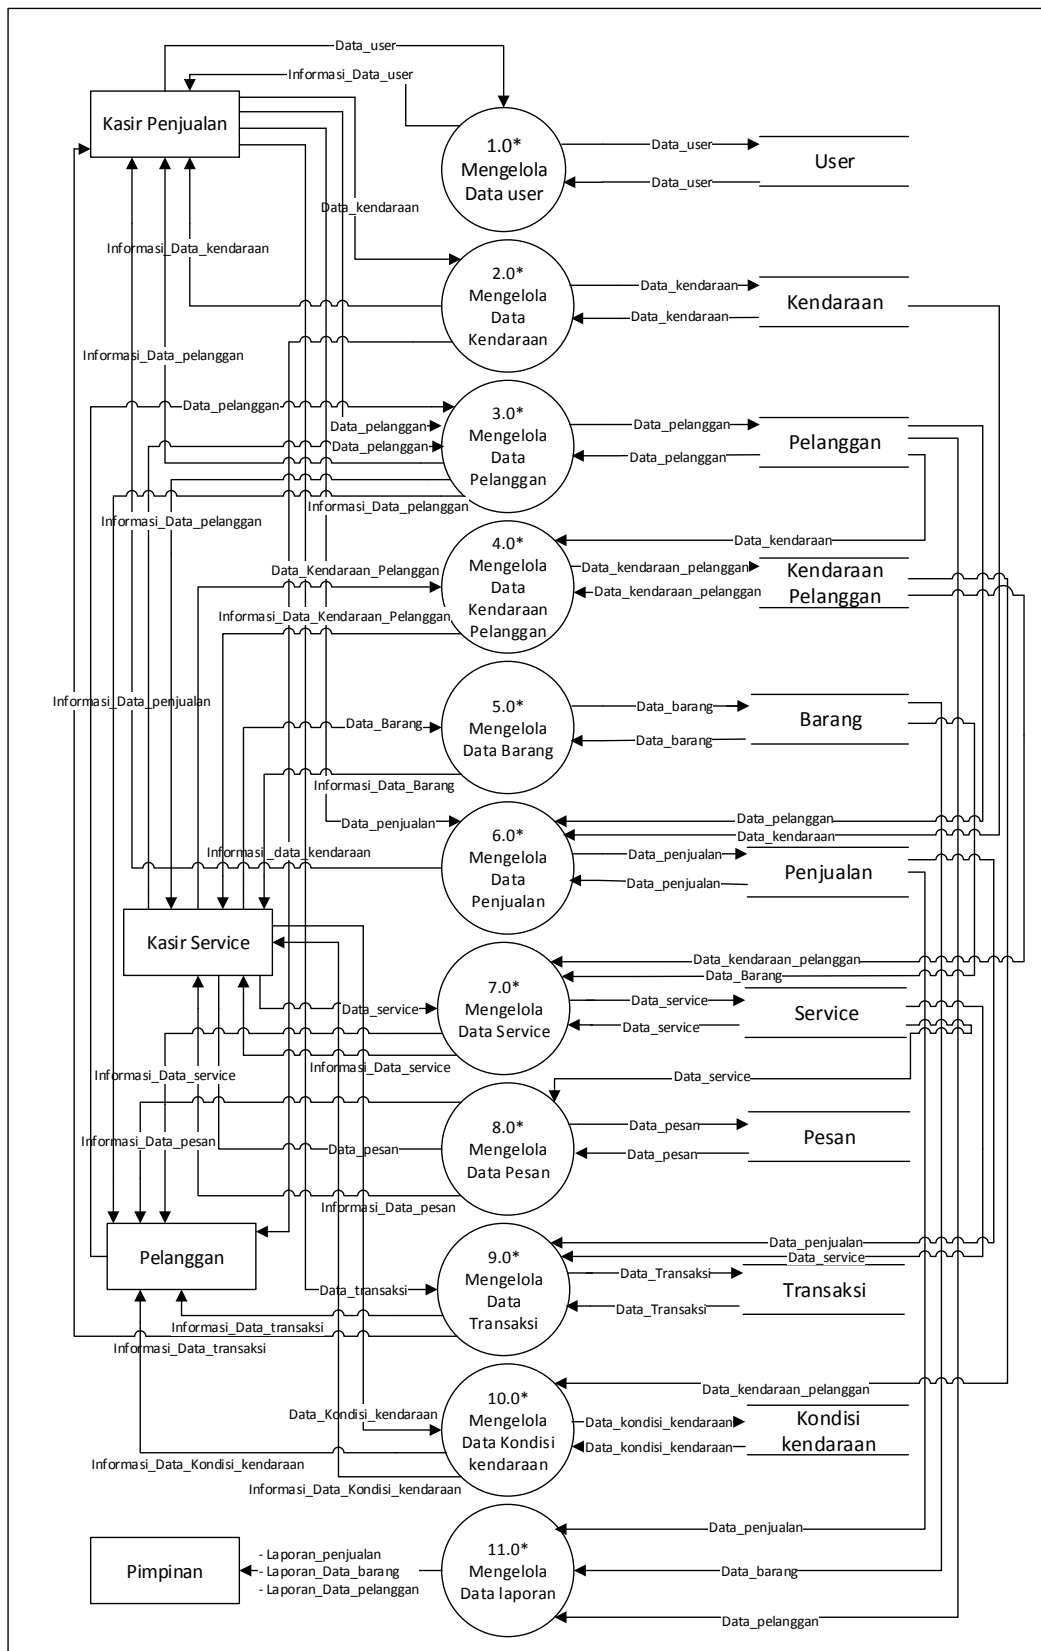 Data_user
Informasi_Data_user
Kasir Penjualan
1.0*
Mengelola
Data user
Data_user
Data_user
User
Data_kendaraan
Informasi_Data_kendaraan
2.0*
Mengelola
Data
Kendaraan
Data_kendaraan
Data_kendaraan
Kendaraan
Informasi_Data_pelanggan
Data_pelanggan
Data_pelanggan
Data_pelanggan
3.0*
Mengelola
Data
Pelanggan
Data_pelanggan
Data_pelanggan
Pelanggan
Informasi_Data_pelanggan
Informasi_Data_pelanggan
Data_kendaraan
4.0*
Mengelola
Data
Kendaraan
Pelanggan
Data_Kendaraan_Pelanggan
Informasi_Data_Kendaraan_Pelanggan
Data_kendaraan_pelanggan
Data_kendaraan_pelanggan
Kendaraan
Pelanggan
Informasi_Data_penjualan
Data_Barang
Informasi_Data_Barang
5.0*
Mengelola
Data Barang
Data_barang
Data_barang
Barang
Data_penjualan
Informasi_data_kendaraan
6.0*
Mengelola
Data
Penjualan
Data_pelanggan
Data_kendaraan
Data_penjualan
Data_penjualan
Penjualan
Kasir Service
Data_kendaraan_pelanggan
Data_Barang
7.0*
Mengelola
Data Service
Data_service
Data_service
Data_service
Service
Informasi_Data_service
Informasi_Data_service
Data_service
8.0*
Mengelola
Data Pesan
Informasi_Data_pesan
Data_pesan
Data_pesan
Data_pesan
Pesan
Informasi_Data_pesan
Pelanggan
Data_penjualan
Data_service
9.0*
Mengelola
Data
Transaksi
Data_transaksi
Data_Transaksi
Data_Transaksi
Transaksi
Informasi_Data_transaksi
Informasi_Data_transaksi
Data_kendaraan_pelanggan
10.0*
Mengelola
Data Kondisi
kendaraan
Data_Kondisi_kendaraan
Data_kondisi_kendaraan
Data_kondisi_kendaraan
Kondisi
kendaraan
Informasi_Data_Kondisi_kendaraan
Informasi_Data_Kondisi_kendaraan
Pimpinan
- Laporan_penjualan
- Laporan_Data_barang
- Laporan_Data_pelanggan
11.0*
Mengelola
Data laporan
Data_penjualan
Data_barang
Data_pelanggan